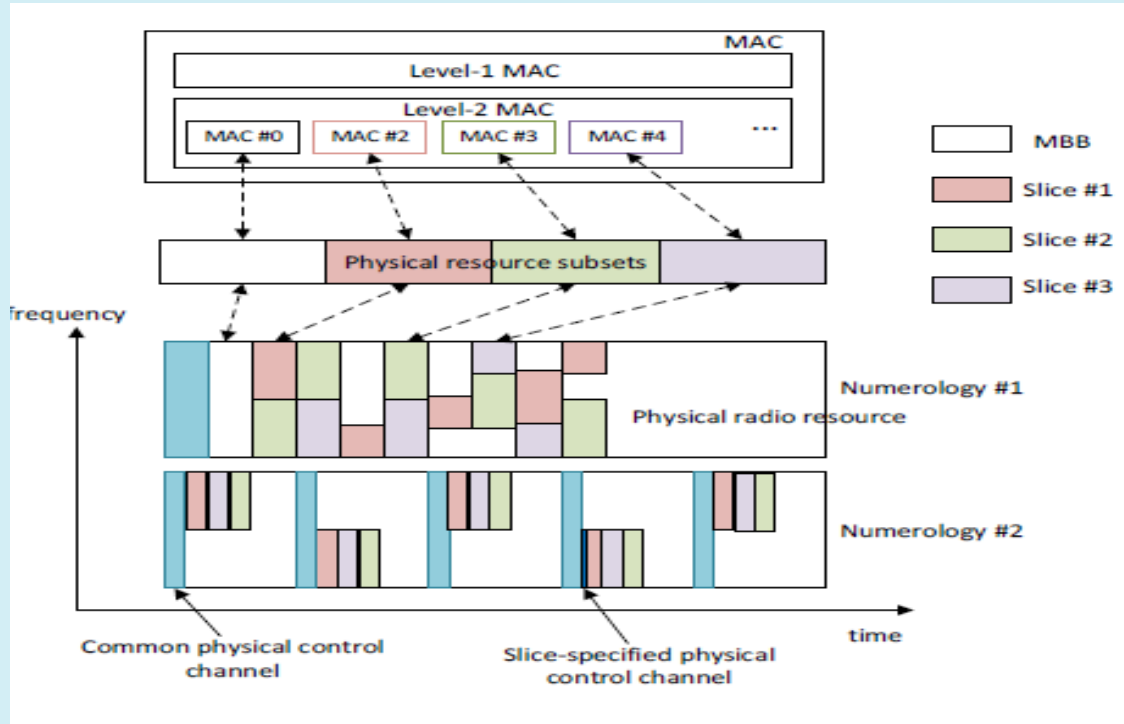 MAC
Level-1 MAC
Level-2 MAC
MAC #0
MAC #2
MAC #3
MAC #4
...
MBB
Slice #1
Slice #2
Slice #3
Physical resource subsets
frequency
Numerology #1
Physical radio resource
Numerology #2
time
Common physical control
channel
Slice-specified physical
control channel